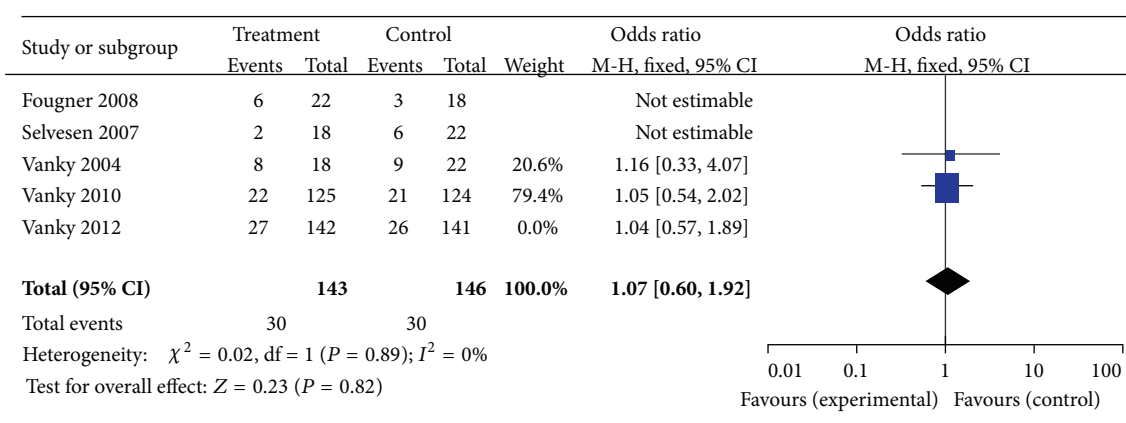 Study or subgroup Treatment Control Odds ratio Odds ratio
Events Total Events Total Weight M-H, fixed, 95% CI M-H, fixed, 95% CI
Fougner 2008 6 22 3 18 Not estimable
Selvesen 2007 2 18 6 22 Not estimable
Vanky 2004 8 18 9 22 20.6% 1.16 [0.33, 4.07]
Vanky 2010 22 125 21 124 79.4% 1.05 [0.54, 2.02]
Vanky 2012 27 142 26 141 0.0% 1.04 [0.57, 1.89]
Total (95% CI) 143 146 100.0% 1.07 [0.60, 1.92]
Total events 30 30
Heterogeneity: χ² = 0.02, df = 1 (P = 0.89); I² = 0%
Test for overall effect: Z = 0.23 (P = 0.82)
0.01 0.1 1 10 100
Favours (experimental) Favours (control)